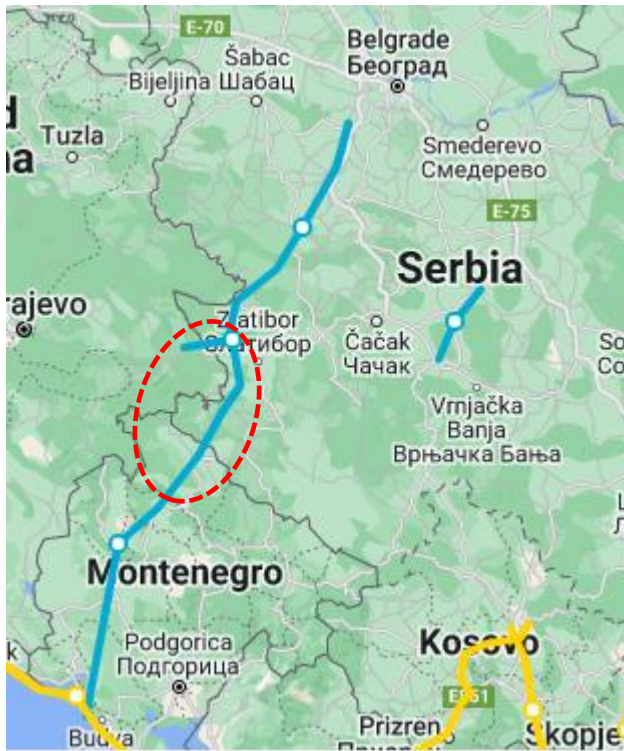 E-70
Belgrade
Београд
Šabac
Шабац
Bijeljina
Tuzla
Smederevo
Смедерево
E-75
Serbia
rajevo
Zlatibor
Златибор
Čačak
Чачак
Vrnjačka
Banja
Врњачка Бања
Montenegro
Podgorica
Подгорица
Kosovo
Prizren
Skopje
Budva